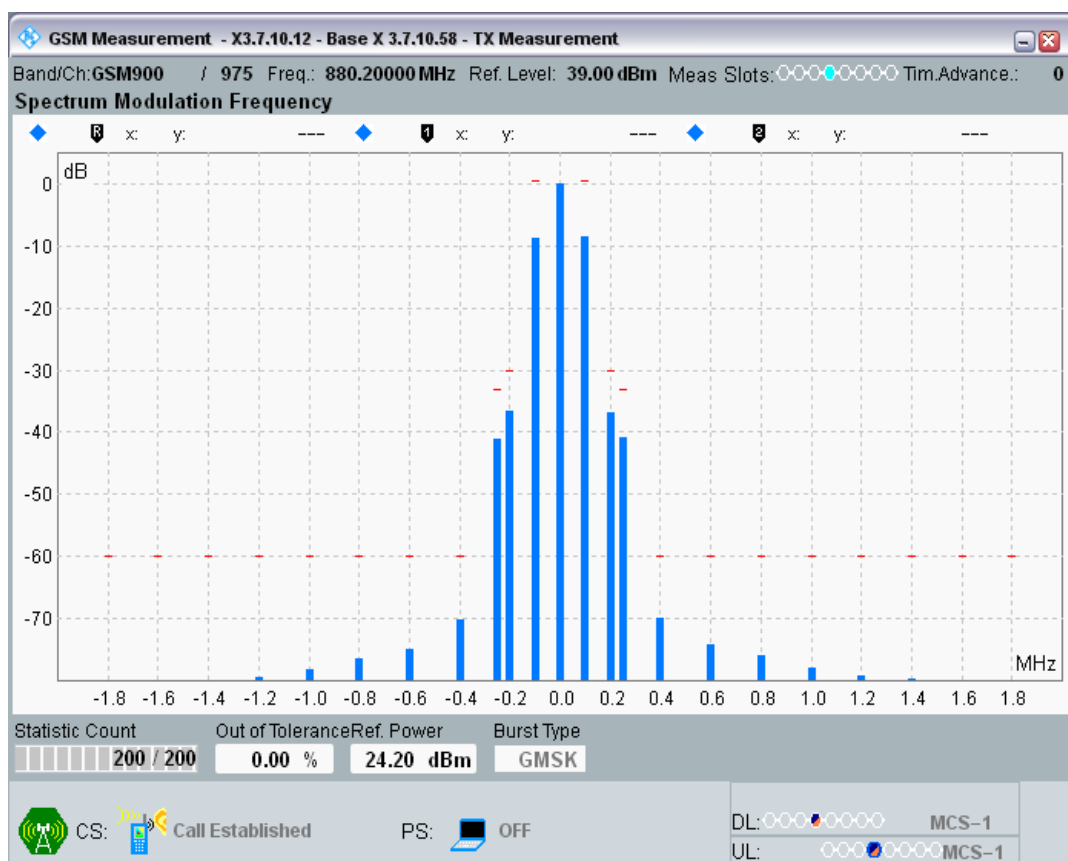 GSM Measurement - X3.7.10.12 - Base X 3.7.10.58 - TX Measurement
Band/Ch:GSM900 / 975 Freq.: 880.20000 MHz Ref. Level: 39.00 dBm Meas Slots: Tim.Advance.: 0
Spectrum Modulation Frequency
R x: y: --- 1 x: y: --- 2 x: y: ---
dB
0
-10
-20
-30
-40
-50
-60
-70
MHz
-1.8 -1.6 -1.4 -1.2 -1.0 -0.8 -0.6 -0.4 -0.2 0.0 0.2 0.4 0.6 0.8 1.0 1.2 1.4 1.6 1.8
Statistic Count Out of Tolerance Ref. Power Burst Type
200 / 200 0.00 % 24.20 dBm GMSK
CS: Call Established PS: OFF
DL: MCS-1
UL: MCS-1